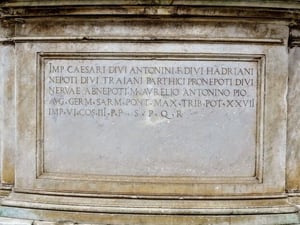 IMP·CAESARI·DIVI·ANTONINI·F·DIVI·HADRIANI
NEPOTI·DIVI·TRAIANI·PARTHICI·PRONEPOTI·DIVI
NERVAE·ABNEPOTI·M·AVRELIO·ANTONINO·PIO
AVG·GERM·SARM·PONT·MAX·TRIB·POT·XXVII
IMP·VI·COS·III·P·P· S·P·Q·R